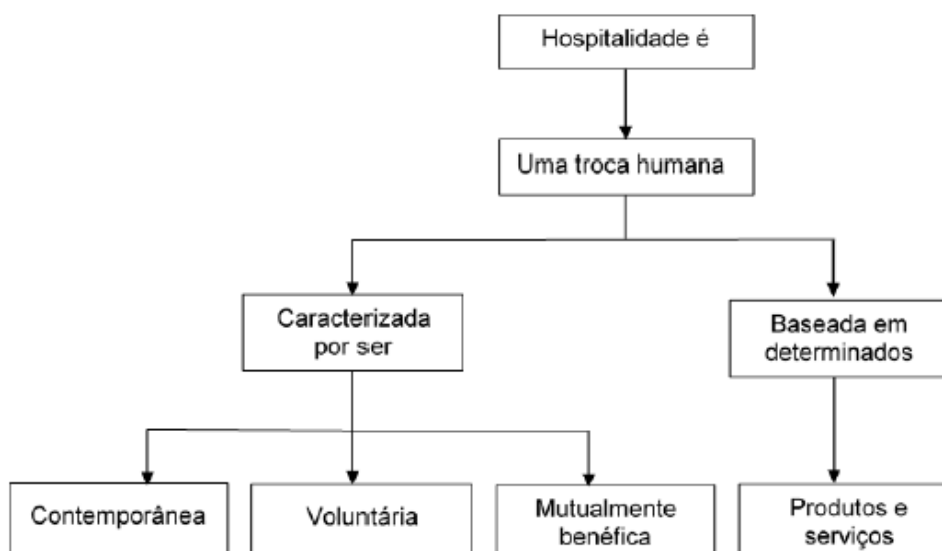 Hospitalidade é
Uma troca humana
Caracterizada
por ser
Baseada em
determinados
Contemporânea
Voluntária
Mutualmente
benéfica
Produtos e
serviços